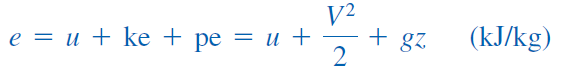 e = u + ke + pe = u + V²/2 + gz (kJ/kg)